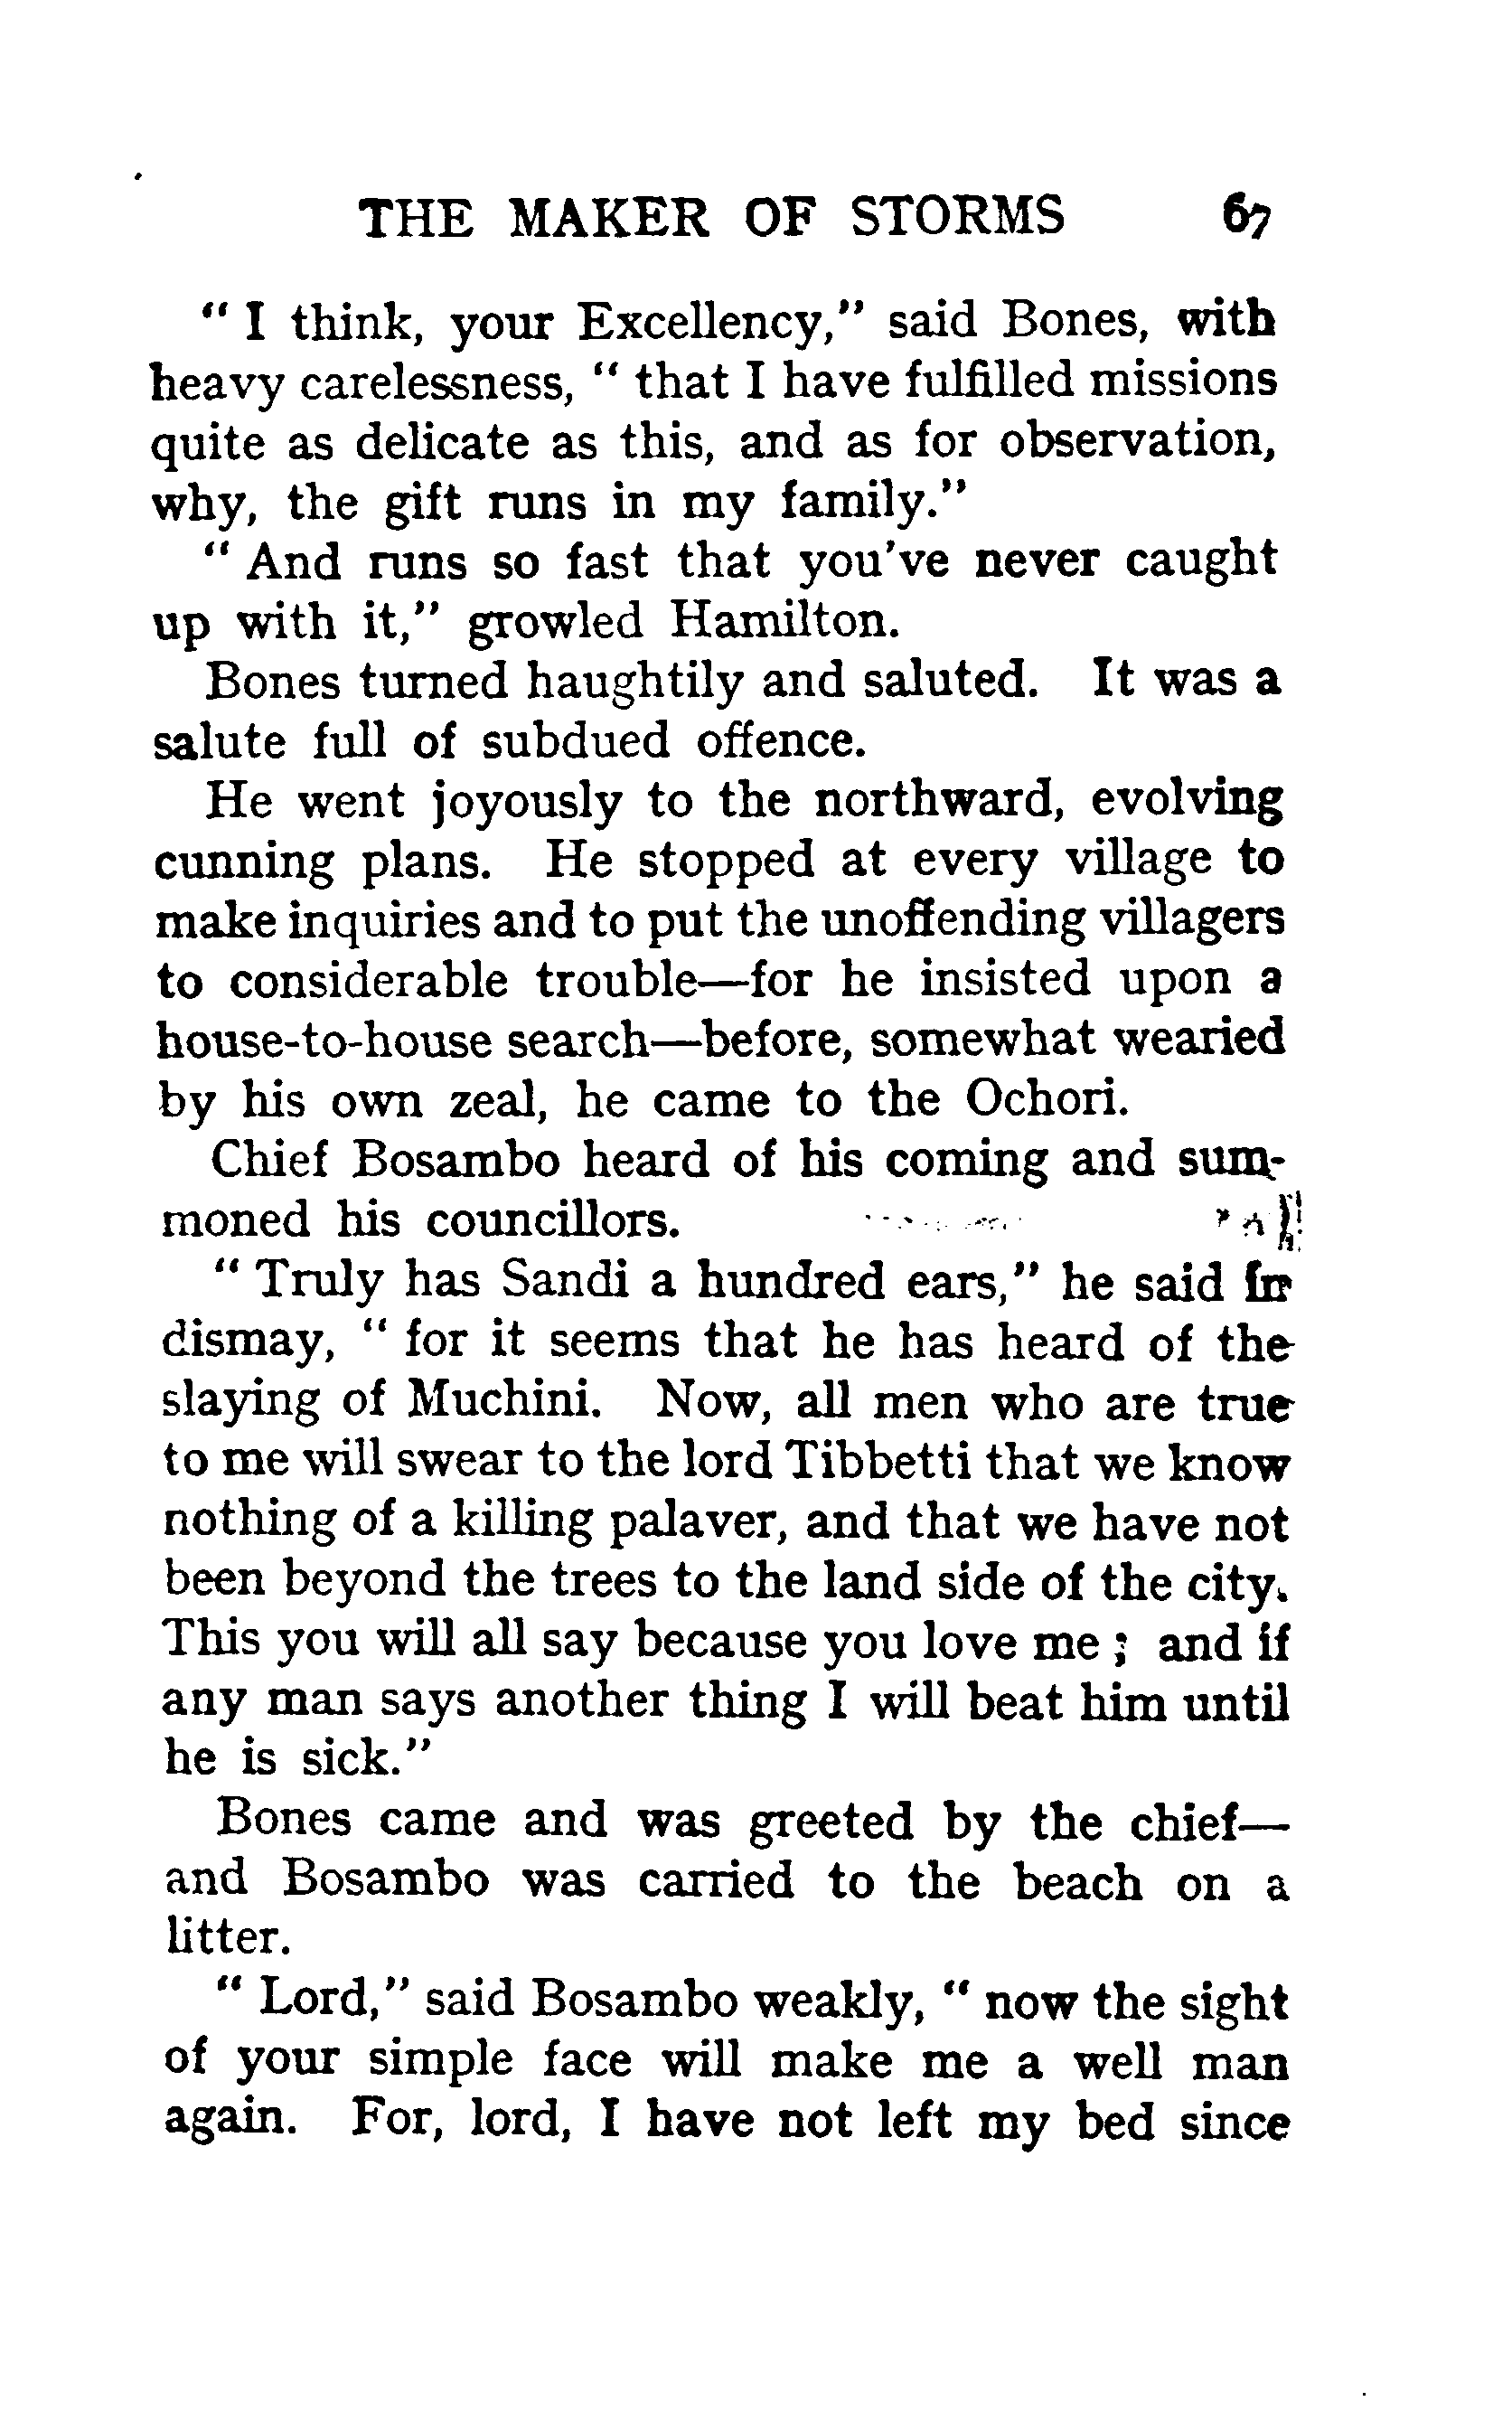 THE MAKER OF STORMS 67
" I think, your Excellency," said Bones, with
heavy carelessness, " that I have fulfilled missions
quite as delicate as this, and as for observation,
why, the gift runs in my family."
" And runs so fast that you've never caught
up with it," growled Hamilton.
Bones turned haughtily and saluted. It was a
salute full of subdued offence.
He went joyously to the northward, evolving
cunning plans. He stopped at every village to
make inquiries and to put the unoffending villagers
to considerable trouble—for he insisted upon a
house-to-house search—before, somewhat wearied
by his own zeal, he came to the Ochori.
Chief Bosambo heard of his coming and sum-
moned his councillors.
" Truly has Sandi a hundred ears," he said in
dismay, " for it seems that he has heard of the
slaying of Muchini. Now, all men who are true
to me will swear to the lord Tibbetti that we know
nothing of a killing palaver, and that we have not
been beyond the trees to the land side of the city.
This you will all say because you love me ; and if
any man says another thing I will beat him until
he is sick."
Bones came and was greeted by the chief—
and Bosambo was carried to the beach on a
litter.
" Lord," said Bosambo weakly, " now the sight
of your simple face will make me a well man
again. For, lord, I have not left my bed since